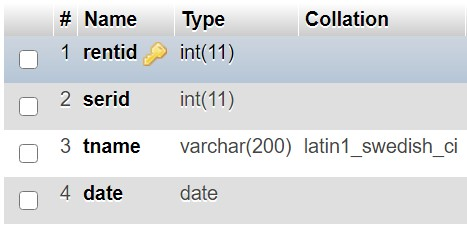 # Name Type Collation
1 rentid int(11)
2 serid int(11)
3 tname varchar(200) latin1_swedish_ci
4 date date